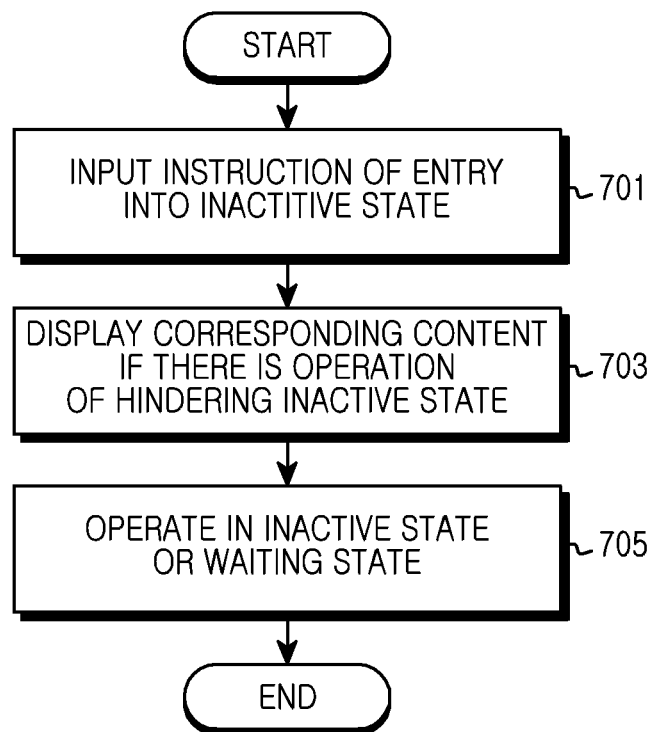 START
INPUT INSTRUCTION OF ENTRY
INTO INACTITIVE STATE
701
DISPLAY CORRESPONDING CONTENT
IF THERE IS OPERATION
OF HINDERING INACTIVE STATE
703
OPERATE IN INACTIVE STATE
OR WAITING STATE
705
END